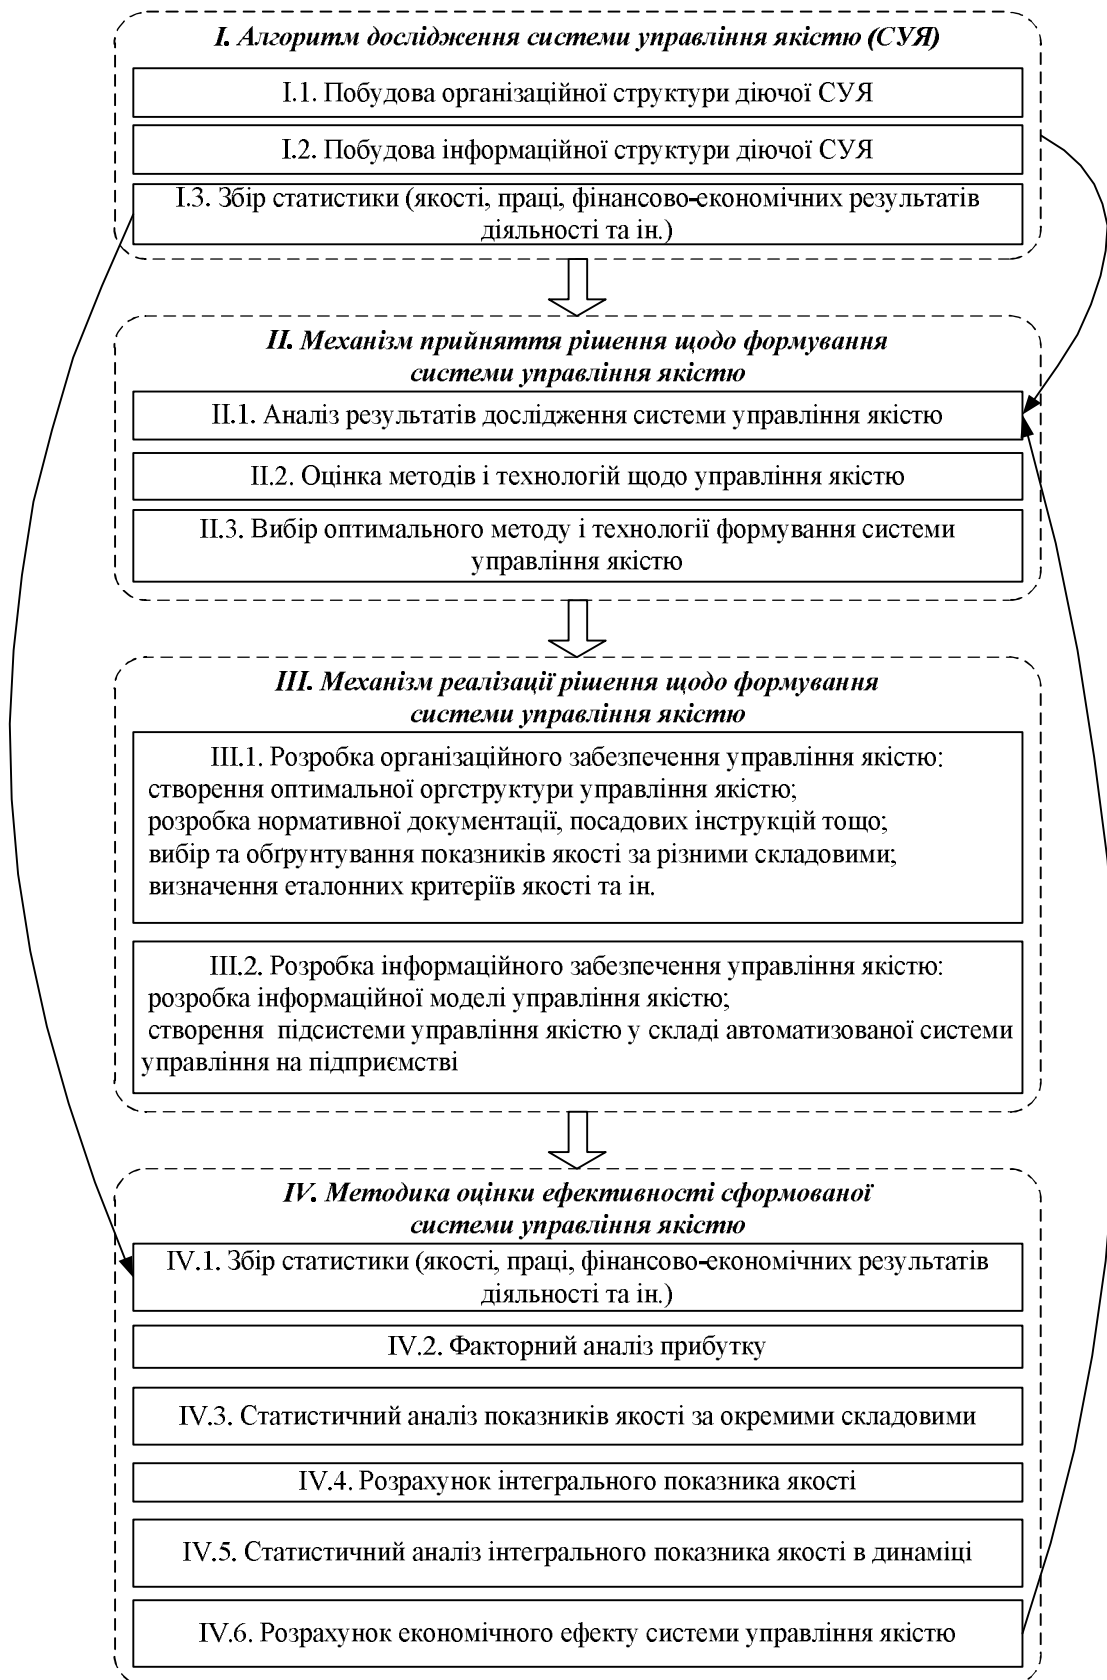 I. Алгоритм дослідження системи управління якістю (СУЯ)
I.1. Побудова організаційної структури діючої СУЯ
I.2. Побудова інформаційної структури діючої СУЯ
I.3. Збір статистики (якості, праці, фінансово-економічних результатів
діяльності та ін.)
II. Механізм прийняття рішення щодо формування
системи управління якістю
II.1. Аналіз результатів дослідження системи управління якістю
II.2. Оцінка методів і технологій щодо управління якістю
II.3. Вибір оптимального методу і технології формування системи
управління якістю
III. Механізм реалізації рішення щодо формування
системи управління якістю
III.1. Розробка організаційного забезпечення управління якістю:
створення оптимальної оргструктури управління якістю;
розробка нормативної документації, посадових інструкцій тощо;
вибір та обґрунтування показників якості за різними складовими;
визначення еталонних критеріїв якості та ін.
III.2. Розробка інформаційного забезпечення управління якістю:
розробка інформаційної моделі управління якістю;
створення підсистеми управління якістю у складі автоматизованої системи
управління на підприємстві
IV. Методика оцінки ефективності сформованої
системи управління якістю
IV.1. Збір статистики (якості, праці, фінансово-економічних результатів
діяльності та ін.)
IV.2. Факторний аналіз прибутку
IV.3. Статистичний аналіз показників якості за окремими складовими
IV.4. Розрахунок інтегрального показника якості
IV.5. Статистичний аналіз інтегрального показника якості в динаміці
IV.6. Розрахунок економічного ефекту системи управління якістю